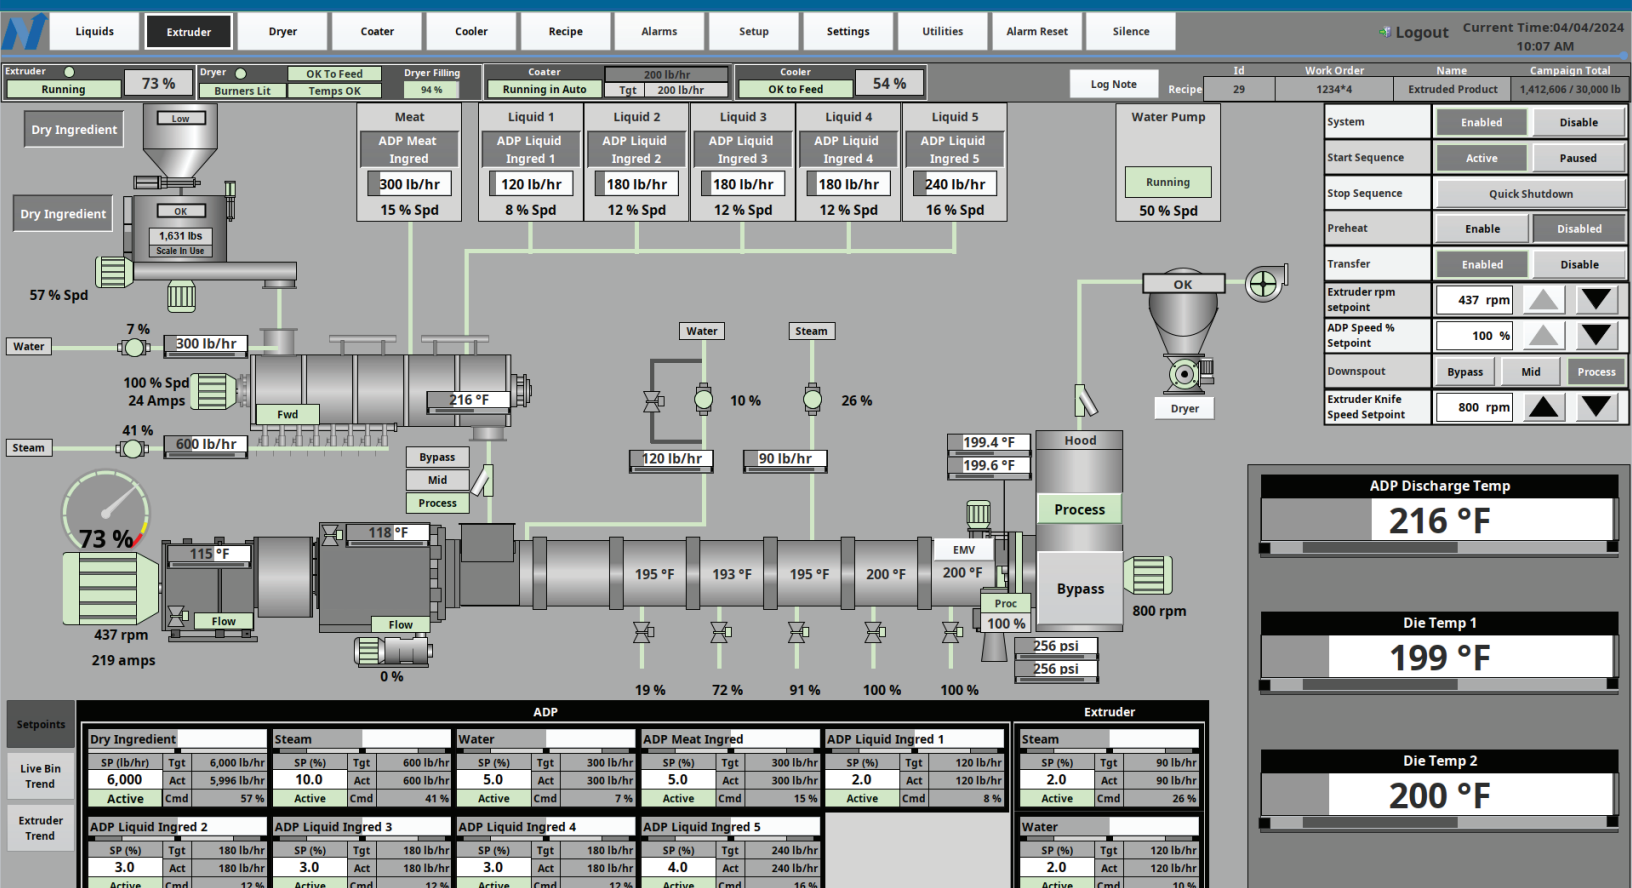 Liquids
Extruder
Dryer
Coater
Cooler
Recipe
Alarms
Setup
Settings
Utilities
Alarm Reset
Silence
Logout
Current Time:04/04/2024
10:07 AM
Extruder
Running
73 %
Dryer
Burners Lit
OK To Feed
Temps OK
Dryer Filling
94 %
Coater
Running in Auto
200 lb/hr
Tgt 200 lb/hr
Cooler
OK to Feed
54 %
Log Note
Recipe
Id
29
Work Order
1234*4
Name
Extruded Product
Campaign Total
1,412,606 / 30,000 lb
Dry Ingredient
Low
Dry Ingredient
OK
1,631 lbs
Scale In Use
57 % Spd
Meat
ADP Meat
Ingred
300 lb/hr
15 % Spd
Liquid 1
ADP Liquid
Ingred 1
120 lb/hr
8 % Spd
Liquid 2
ADP Liquid
Ingred 2
180 lb/hr
12 % Spd
Liquid 3
ADP Liquid
Ingred 3
180 lb/hr
12 % Spd
Liquid 4
ADP Liquid
Ingred 4
180 lb/hr
12 % Spd
Liquid 5
ADP Liquid
Ingred 5
240 lb/hr
16 % Spd
Water Pump
Running
50 % Spd
System
Enabled
Disable
Start Sequence
Active
Paused
Stop Sequence
Quick Shutdown
Preheat
Enable
Disabled
Transfer
Enabled
Disable
Extruder rpm
setpoint
437 rpm
ADP Speed %
Setpoint
100 %
Downspout
Bypass
Mid
Process
Extruder Knife
Speed Setpoint
800 rpm
Water
7 %
300 lb/hr
100 % Spd
24 Amps
Fwd
216 °F
Steam
41 %
600 lb/hr
Bypass
Mid
Process
Water
10 %
120 lb/hr
Steam
26 %
90 lb/hr
OK
Dryer
199.4 °F
199.6 °F
Hood
Process
Bypass
800 rpm
73 %
115 °F
Flow
437 rpm
219 amps
118 °F
Flow
0 %
195 °F
193 °F
195 °F
200 °F
EMV
200 °F
Proc
100 %
256 psi
256 psi
19 %
72 %
91 %
100 %
100 %
ADP Discharge Temp
216 °F
Die Temp 1
199 °F
Die Temp 2
200 °F
Setpoints
Live Bin
Trend
Extruder
Trend
ADP
Dry Ingredient
SP (lb/hr) Tgt 6,000 lb/hr
6,000 Act 5,996 lb/hr
Active Cmd 57 %
Steam
SP (%) Tgt 600 lb/hr
10.0 Act 600 lb/hr
Active Cmd 41 %
Water
SP (%) Tgt 300 lb/hr
5.0 Act 300 lb/hr
Active Cmd 7 %
ADP Meat Ingred
SP (%) Tgt 300 lb/hr
5.0 Act 300 lb/hr
Active Cmd 15 %
ADP Liquid Ingred 1
SP (%) Tgt 120 lb/hr
2.0 Act 120 lb/hr
Active Cmd 8 %
Extruder
Steam
SP (%) Tgt 90 lb/hr
2.0 Act 90 lb/hr
Active Cmd 26 %
ADP Liquid Ingred 2
SP (%) Tgt 180 lb/hr
3.0 Act 180 lb/hr
Active Cmd 12 %
ADP Liquid Ingred 3
SP (%) Tgt 180 lb/hr
3.0 Act 180 lb/hr
Active Cmd 12 %
ADP Liquid Ingred 4
SP (%) Tgt 180 lb/hr
3.0 Act 180 lb/hr
Active Cmd 12 %
ADP Liquid Ingred 5
SP (%) Tgt 240 lb/hr
4.0 Act 240 lb/hr
Active Cmd 16 %
Water
SP (%) Tgt 120 lb/hr
2.0 Act 120 lb/hr
Active Cmd 10 %